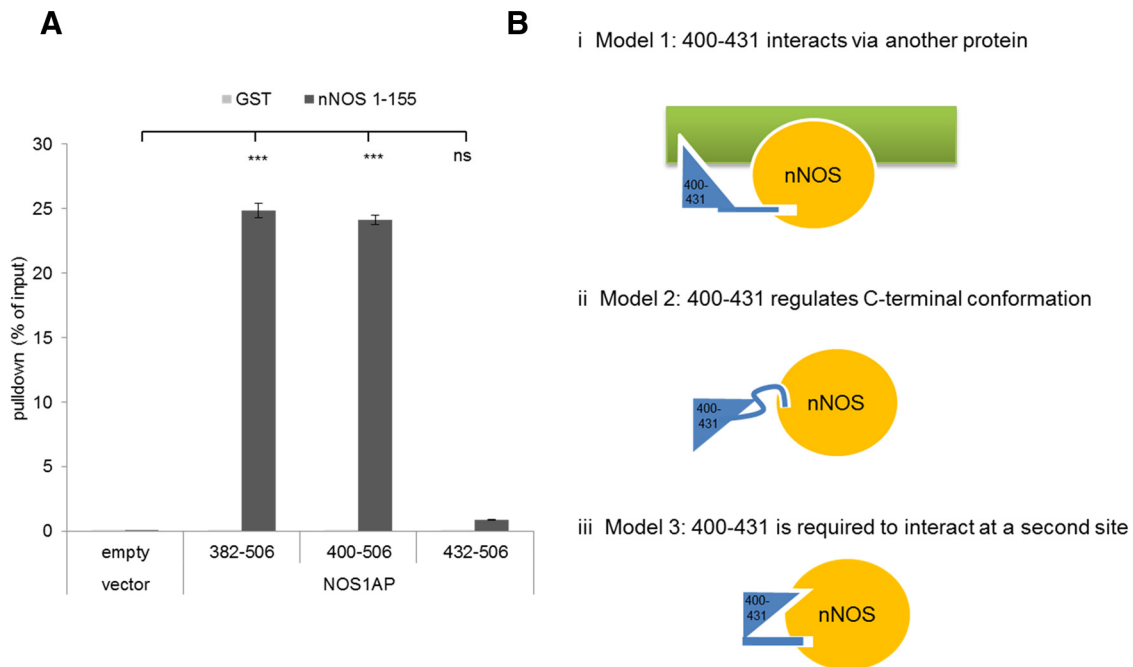 A
GST nNOS 1-155
*** *** ns
30
25
20
15
10
5
0
pulldown (% of input)
empty 382-506 400-506 432-506
vector NOS1AP
B
i Model 1: 400-431 interacts via another protein
400-
431
nNOS
ii Model 2: 400-431 regulates C-terminal conformation
400-
431
nNOS
iii Model 3: 400-431 is required to interact at a second site
400-
431
nNOS